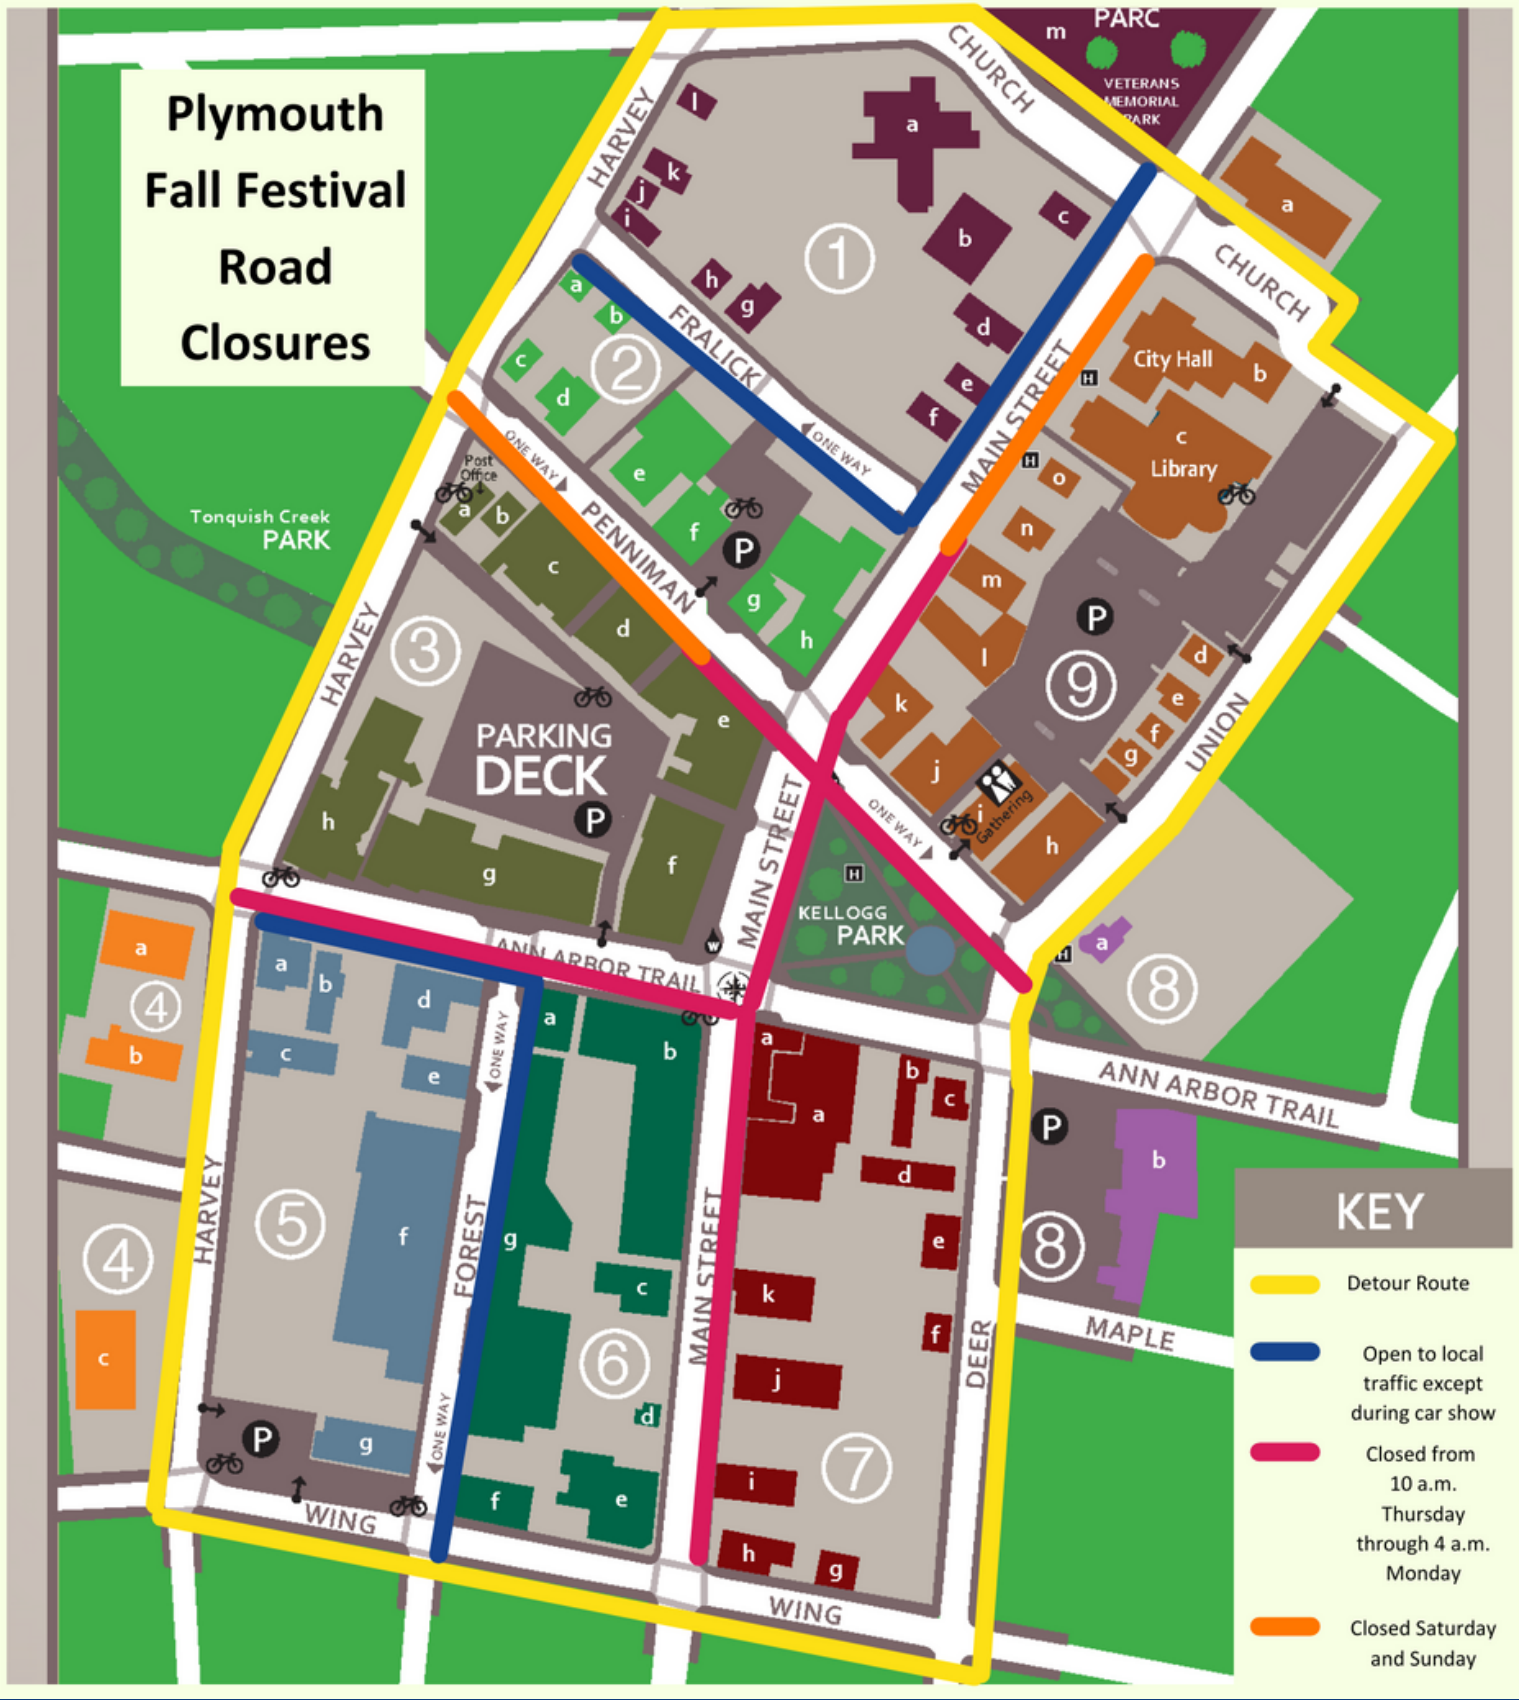 Plymouth
Fall Festival
Road
Closures
PARC
m
VETERANS
MEMORIAL
PARK
CHURCH
HARVEY
l
k
j
i
a
b
c
1
h
g
d
e
f
FRALICK
ONE WAY
MAIN STREET
a
CHURCH
City Hall
b
c
Library
H
H
o
n
m
l
k
j
i
Gathering
h
d
e
f
g
P
9
UNION
a
b
2
c
d
e
f
g
h
P
ONE WAY
PENNIMAN
Post
Office
a
b
c
d
e
Tonquish Creek
PARK
HARVEY
3
PARKING
DECK
P
h
g
f
MAIN STREET
W
ONE WAY
H
KELLOGG
PARK
H
a
8
ANN ARBOR TRAIL
ANN ARBOR TRAIL
a
4
b
4
c
HARVEY
a
b
c
d
e
5
f
g
P
ONE WAY
FOREST
ONE WAY
WING
a
b
g
c
6
d
e
f
MAIN STREET
a
a
b
c
d
e
f
k
j
i
h
g
7
WING
DEER
P
b
8
MAPLE
KEY
Detour Route
Open to local
traffic except
during car show
Closed from
10 a.m.
Thursday
through 4 a.m.
Monday
Closed Saturday
and Sunday